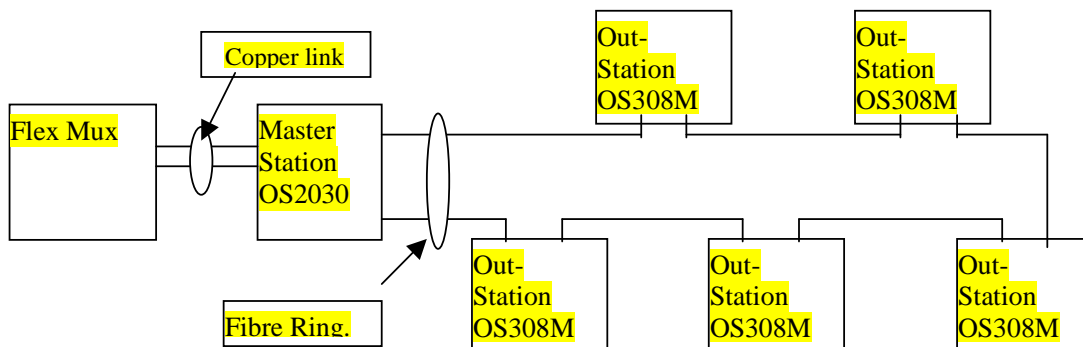 Copper link
Out-
Station
OS308M
Out-
Station
OS308M
Flex Mux
Master
Station
OS2030
Out-
Station
OS308M
Out-
Station
OS308M
Out-
Station
OS308M
Fibre Ring.